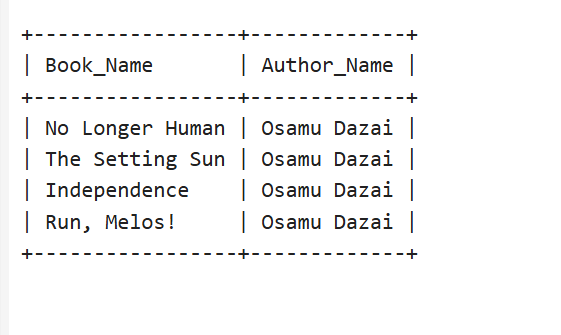 +-----------------+-------------+
| Book_Name       | Author_Name |
+-----------------+-------------+
| No Longer Human | Osamu Dazai |
| The Setting Sun | Osamu Dazai |
| Independence    | Osamu Dazai |
| Run, Melos!     | Osamu Dazai |
+-----------------+-------------+